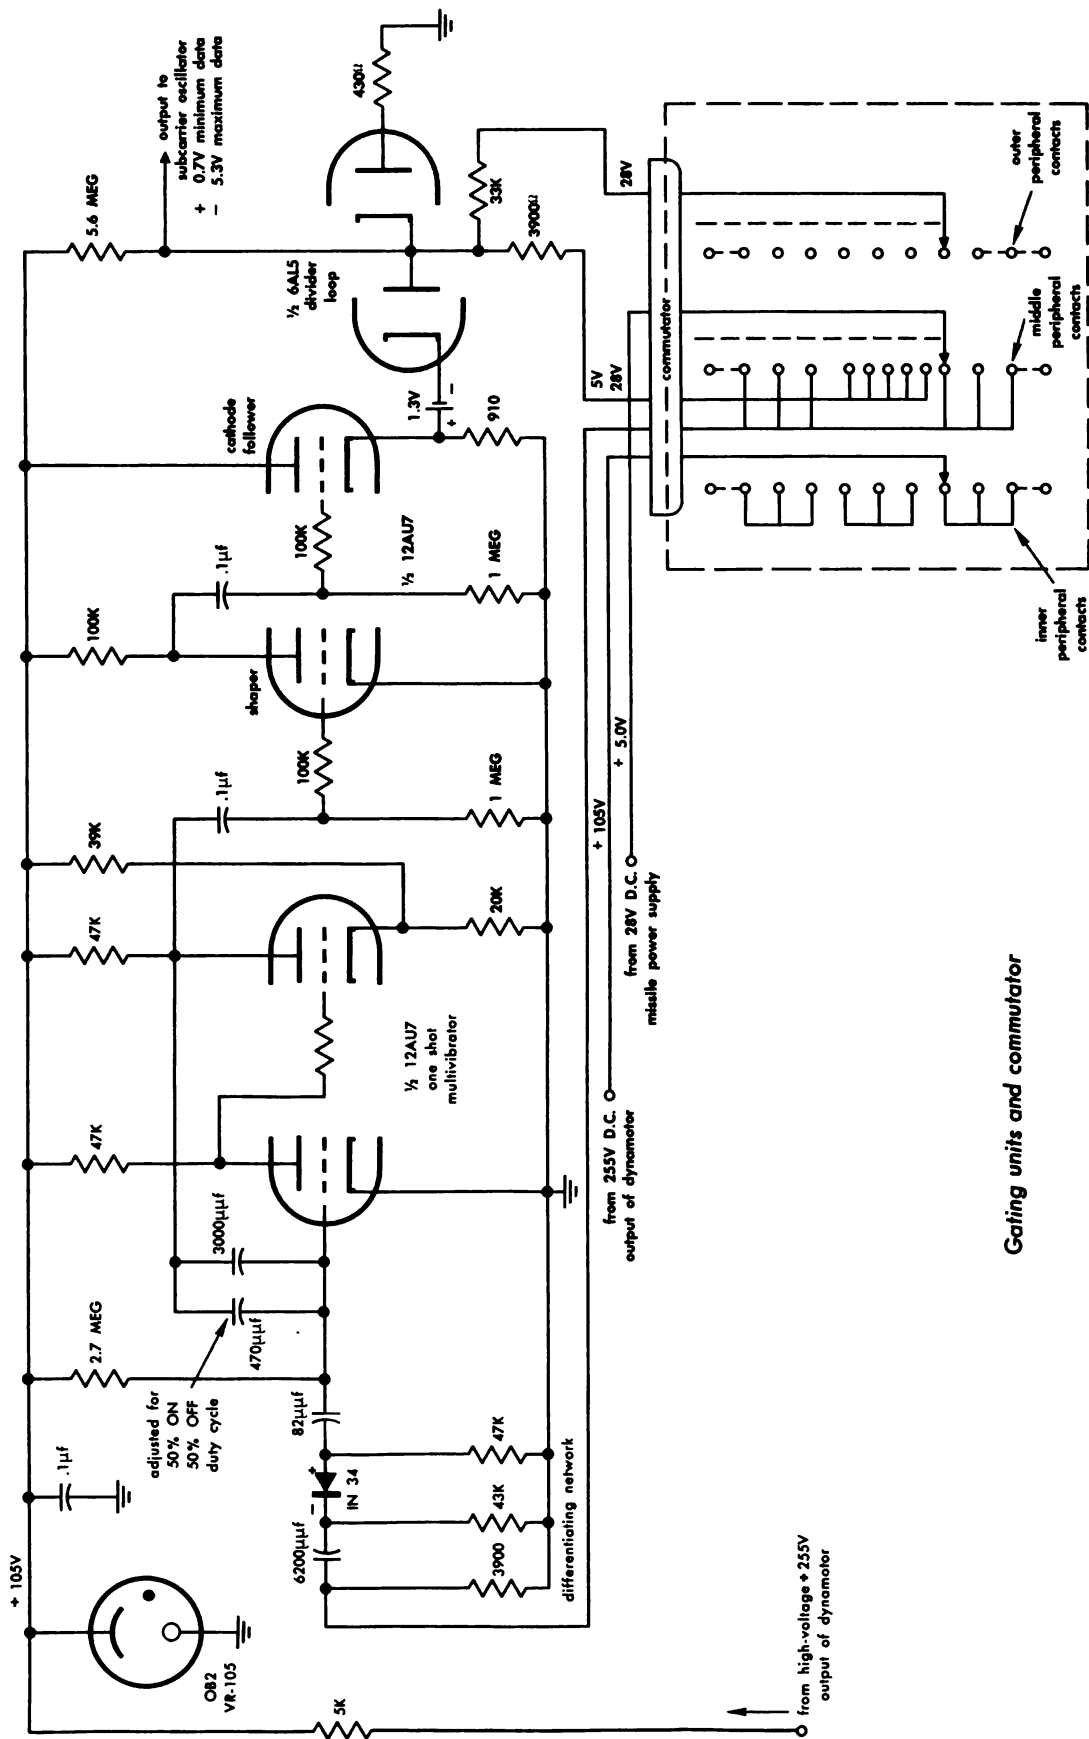 + 105V
OB2
VR-105
5K
from high-voltage + 255V
output of dynamotor
.1μf
adjusted for
50% ON
50% OFF
duty cycle
2.7 MEG
470μμf
3000μμf
82μμf
+
−
IN 34
6200μμf
3900
43K
47K
differentiating network
47K
47K
39K
½ 12AU7
one shot
multivibrator
20K
.1μf
100K
1 MEG
shaper
100K
.1μf
100K
½ 12AU7
1 MEG
cathode
follower
1.3V
+
−
910
½ 6AL5
divider
loop
5.6 MEG
output to
subcarrier oscillator
+ 0.7V minimum data
− 5.3V maximum data
430Ω
33K
3900Ω
28V
5V
28V
+ 105V
+ 5.0V
from 28V D.C.
missile power supply
from 255V D.C.
output of dynamotor
commutator
outer
peripheral
contacts
middle
peripheral
contacts
inner
peripheral
contacts
Gating units and commutator